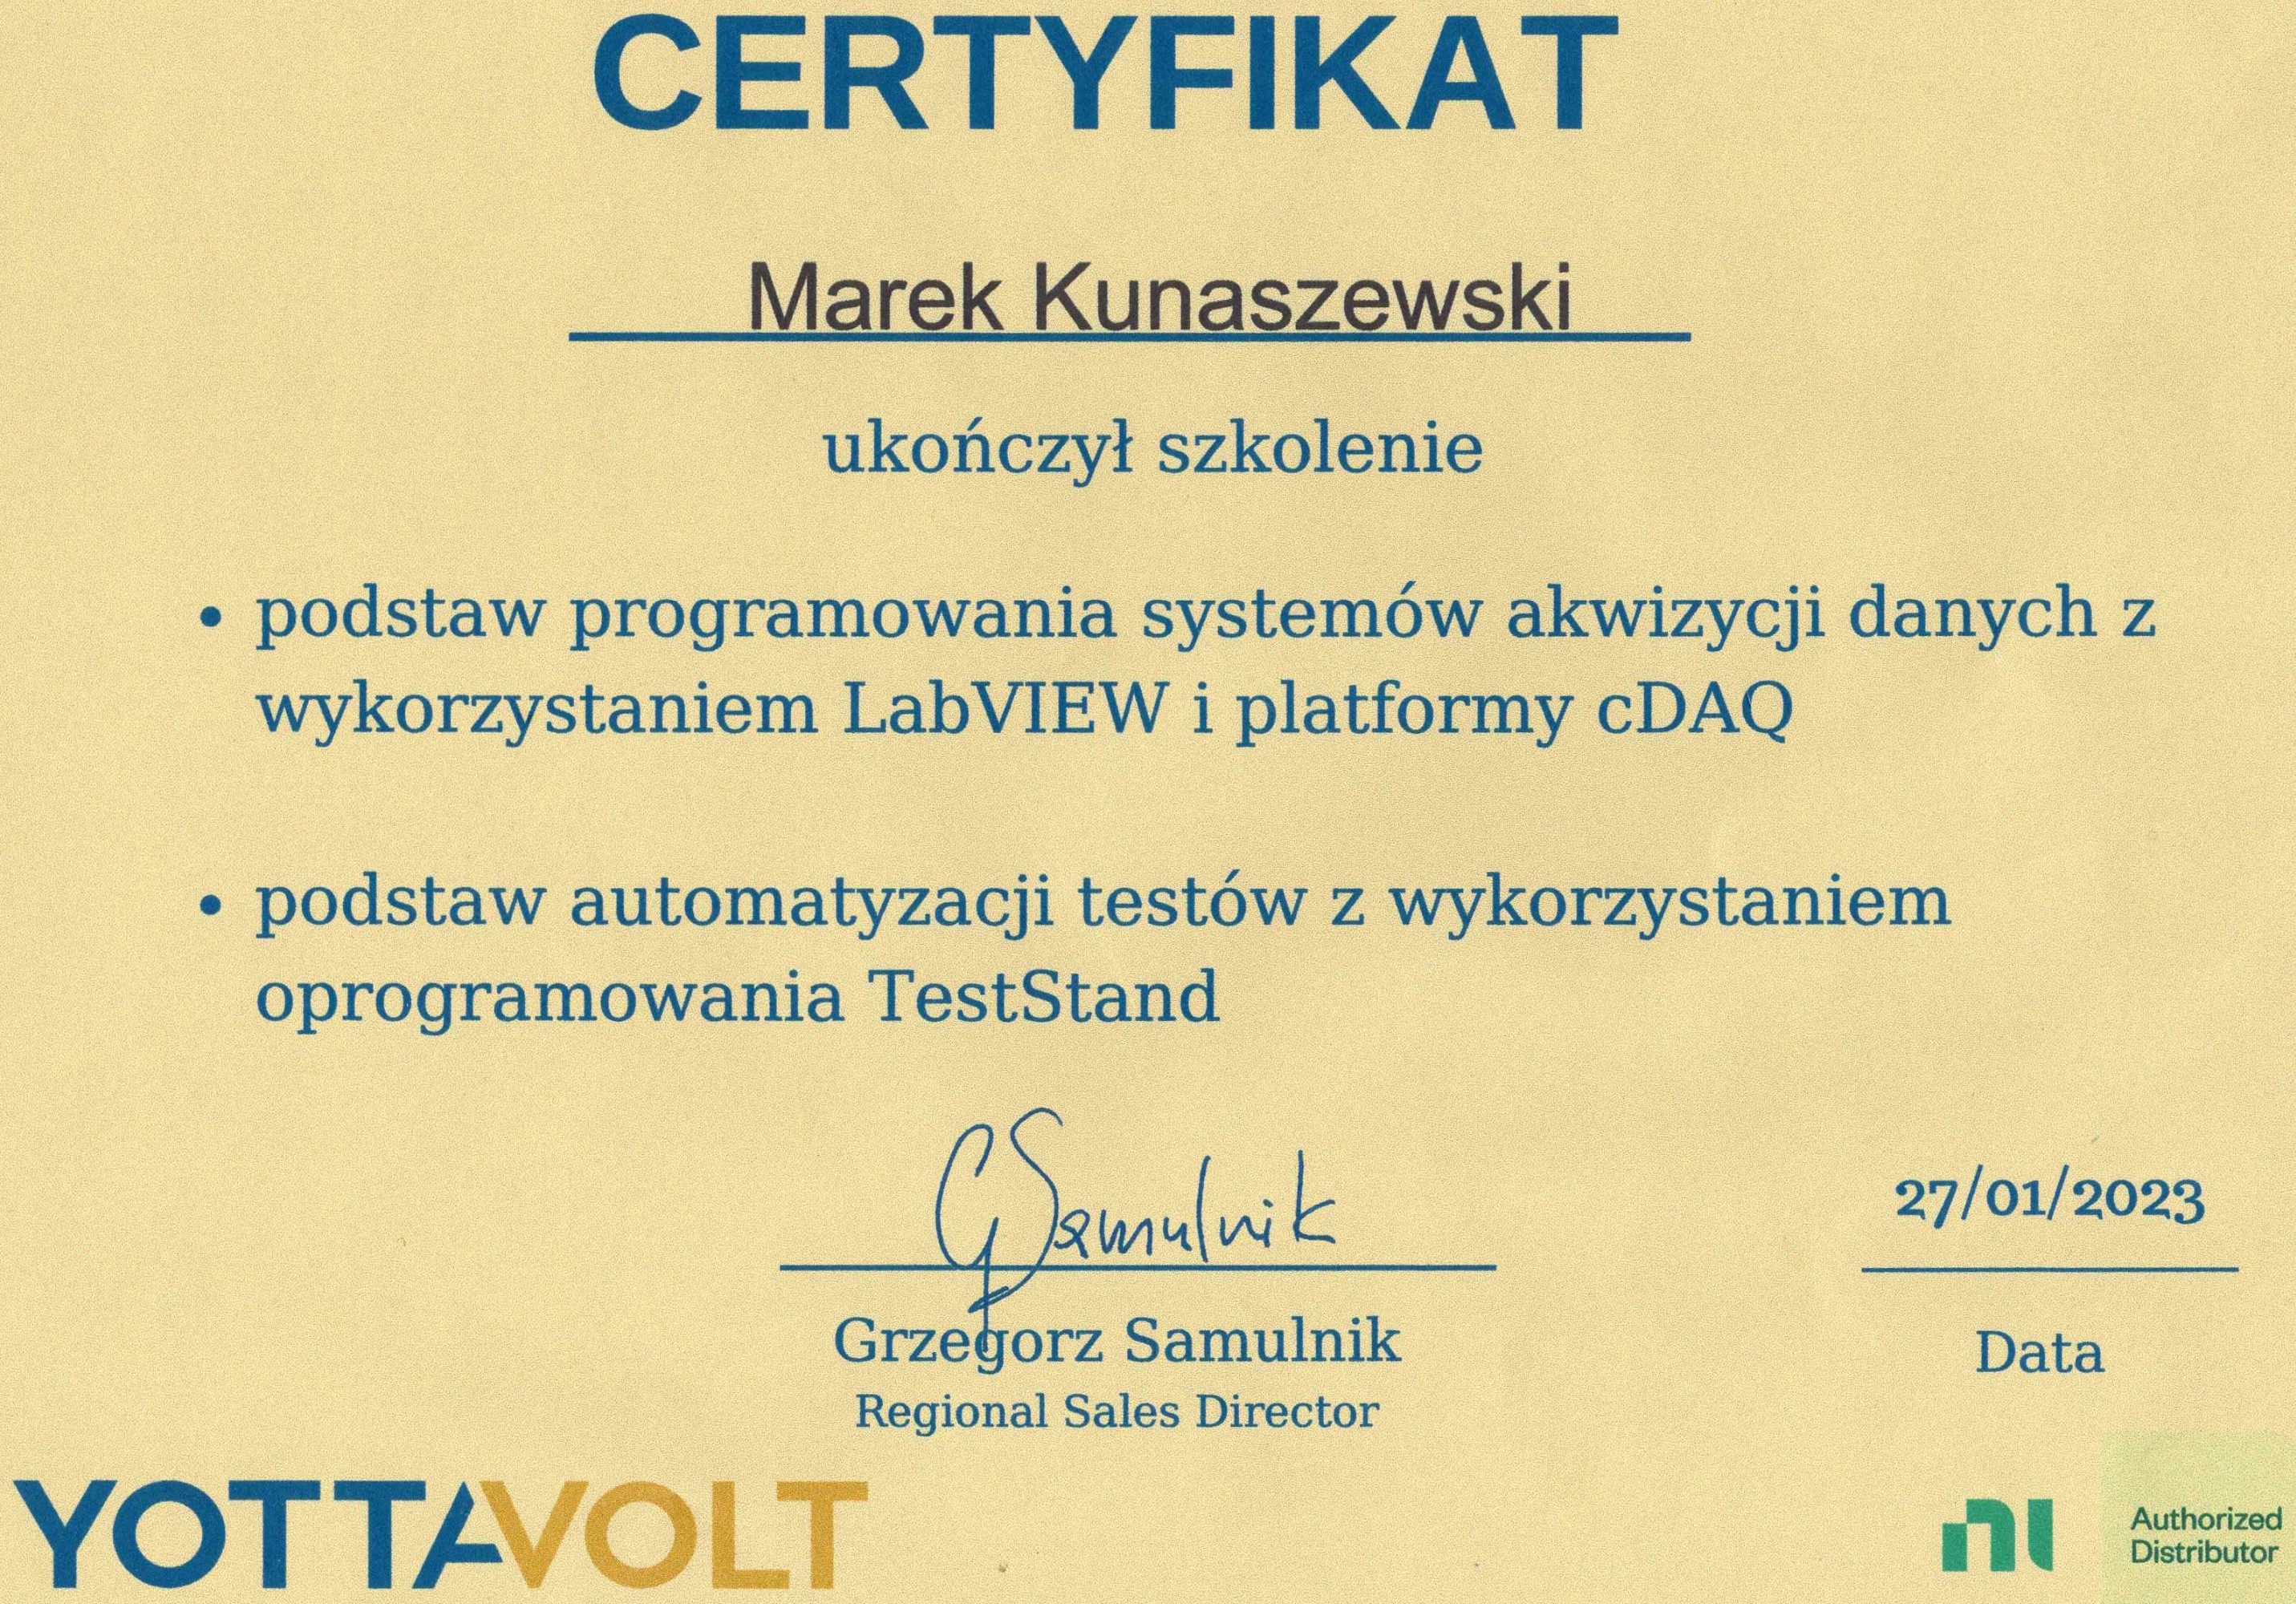 CERTYFIKAT
Marek Kunaszewski
ukończył szkolenie
• podstaw programowania systemów akwizycji danych z
wykorzystaniem LabVIEW i platformy cDAQ
• podstaw automatyzacji testów z wykorzystaniem
oprogramowania TestStand
G Samulnik
27/01/2023
Grzegorz Samulnik
Data
Regional Sales Director
YOTTAVOLT
ni
Authorized
Distributor